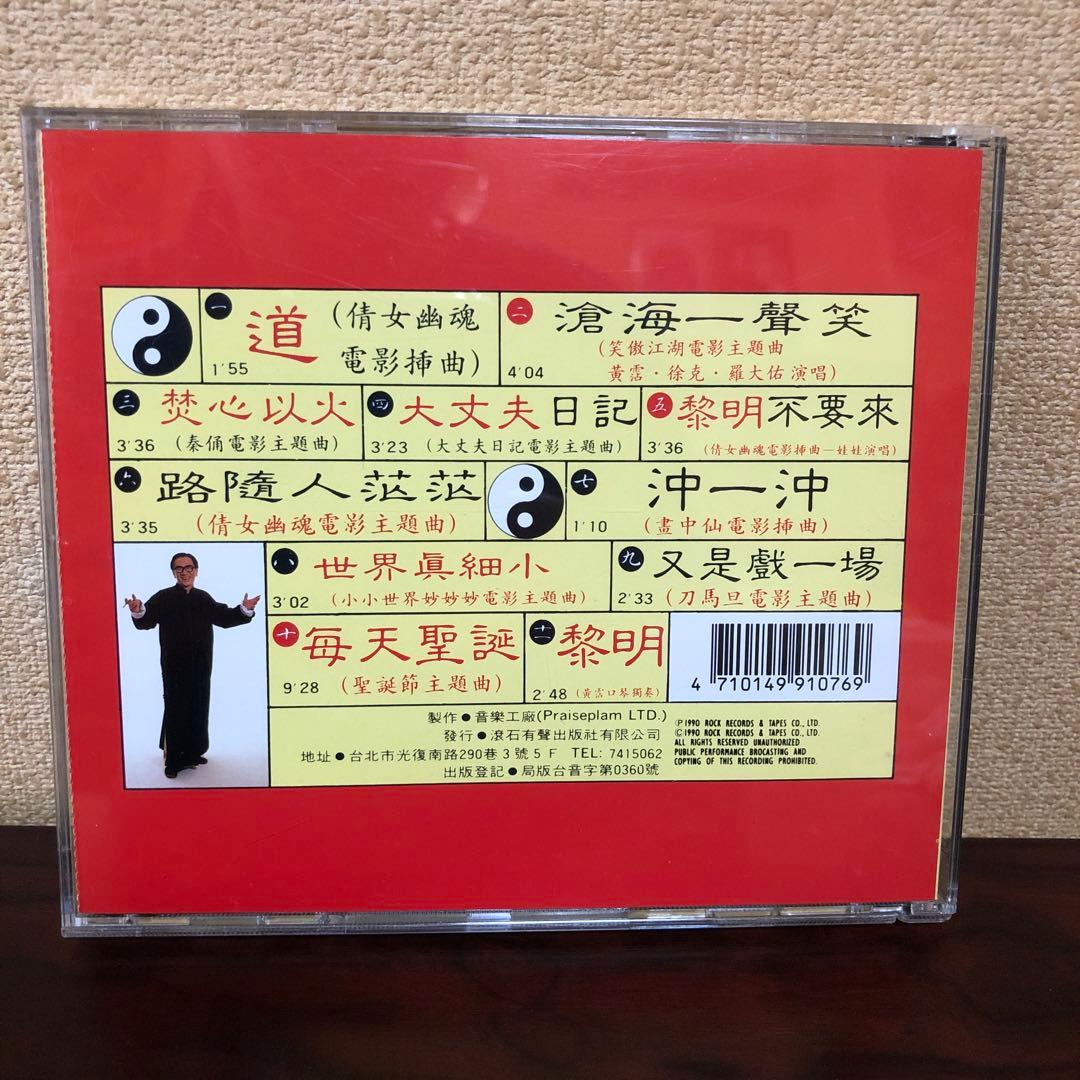 一
道
(倩女幽魂
電影揷曲)
1'55
二
滄海一聲笑
(笑傲江湖電影主題曲
黃霑·徐克·羅大佑演唱)
4'04
三
焚心以火
3'36
(秦俑電影主題曲)
四
大丈夫日記
3'23
(大丈夫日記電影主題曲)
五
黎明不要來
3'36
(倩女幽魂電影揷曲—娃娃演唱)
六
路隨人茫茫
3'35
(倩女幽魂電影主題曲)
七
沖一沖
1'10
(畫中仙電影揷曲)
八
世界眞細小
3'02
(小小世界妙妙妙電影主題曲)
九
又是戲一場
2'33
(刀馬旦電影主題曲)
十
每天聖誕
9'28
(聖誕節主題曲)
十一
黎明
2'48
(黃霑口琴獨奏)
4 710149 910769
製作●音樂工廠(Praiseplam LTD.)
發行●滾石有聲出版社有限公司
地址●台北市光復南路290巷3號5F TEL: 7415062
出版登記●局版台音字第0360號
℗1990 ROCK RECORDS & TAPES CO., LTD.
©1990 ROCK RECORDS & TAPES CO., LTD.
ALL RIGHTS RESERVED UNAUTHORIZED
PUBLIC PERFORMANCE BROCASTING AND
COPYING OF THIS RECORDING PROHIBITED.